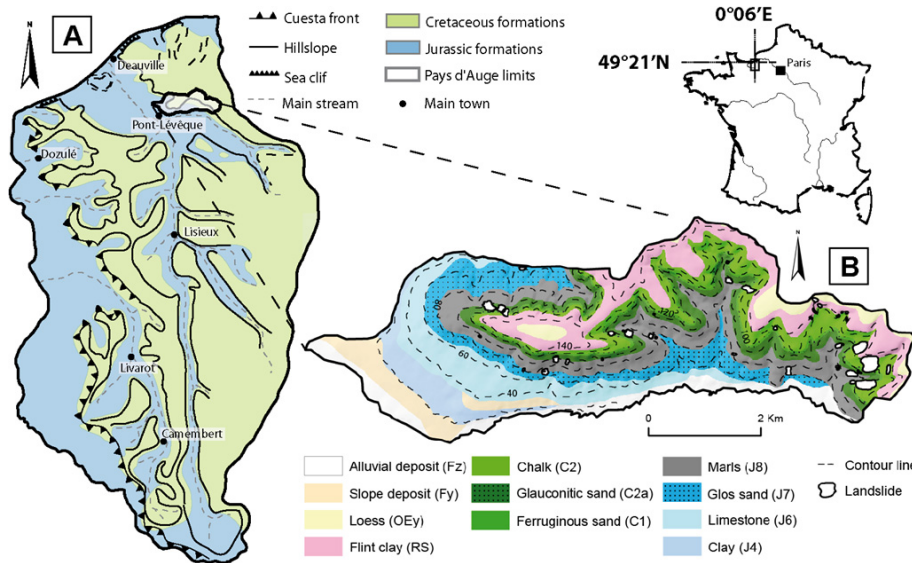 A
Cuesta front
Hillslope
Sea clif
Main stream
Cretaceous formations
Jurassic formations
Pays d'Auge limits
Main town
0°06'E
49°21'N
Paris
Deauville
Pont-Lévêque
Dozulé
Lisieux
Livarot
Camembert
N
B
80
60
40
140
120
0
2 Km
Alluvial deposit (Fz)
Slope deposit (Fy)
Loess (OEy)
Flint clay (RS)
Chalk (C2)
Glauconitic sand (C2a)
Ferruginous sand (C1)
Marls (J8)
Glos sand (J7)
Limestone (J6)
Clay (J4)
Contour line
Landslide